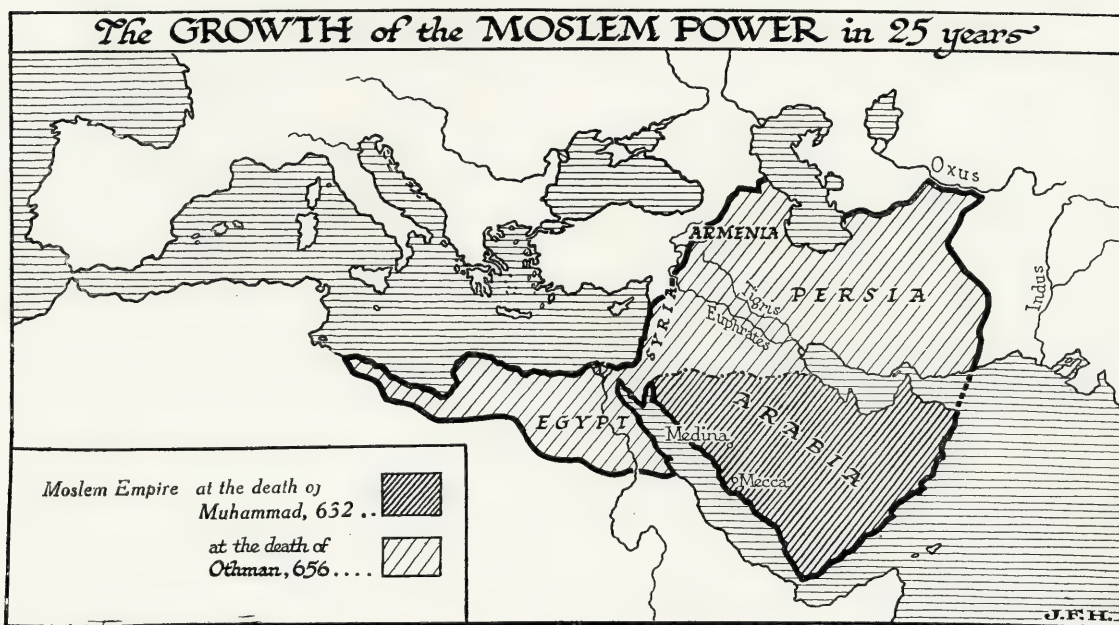 The GROWTH of the MOSLEM POWER in 25 years
Oxus
ARMENIA
Tigris
PERSIA
Indus
Euphrates
SYRIA
ARABIA
EGYPT
Medina
Mecca
Moslem Empire at the death of
Muhammad, 632 ..
at the death of
Othman, 656 ....
J.F.H.